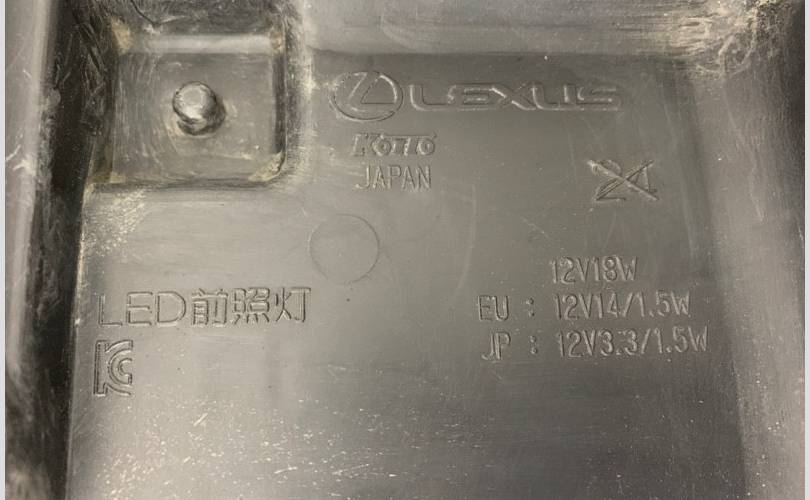 LEXUS
KOITO
JAPAN
24
12V18W
LED前照灯
EU : 12V14/1.5W
JP : 12V3.3/1.5W
KC